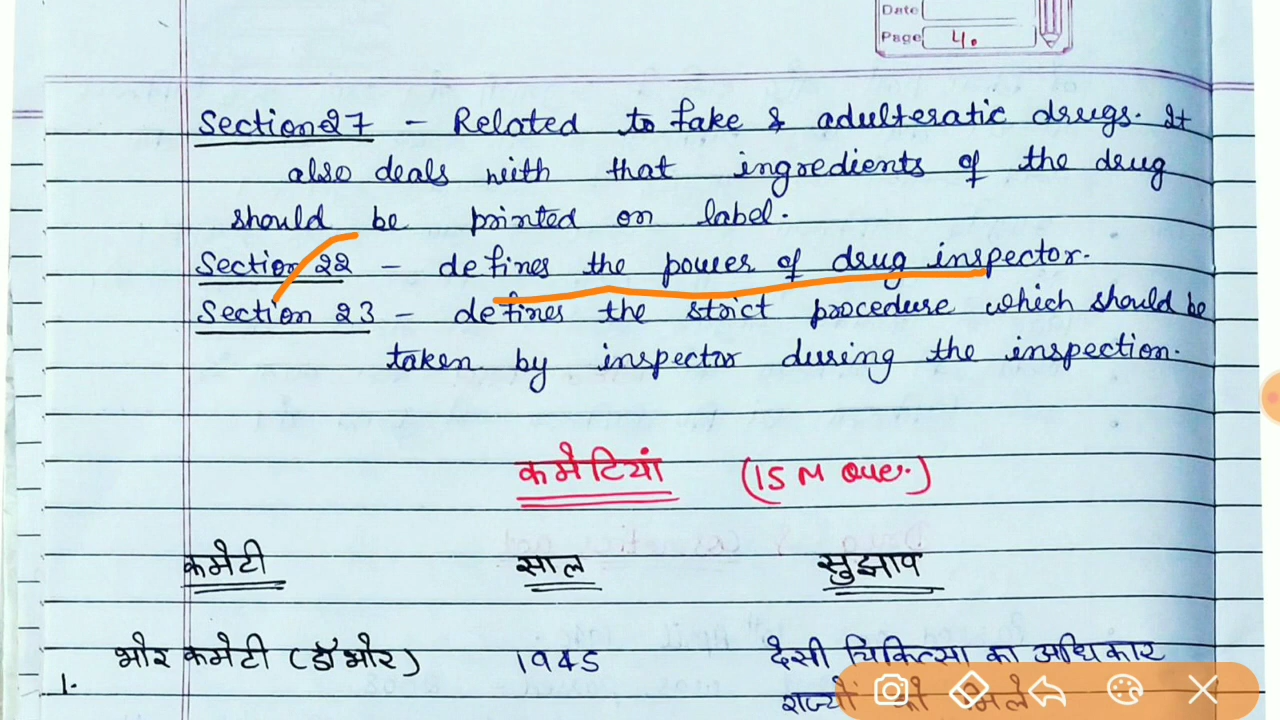 Date
Page 4.
Section 27 - Related to fake & adulteratic drugs. It
also deals with that ingredients of the drug
should be printed on label.
Section 22 - defines the power of drug inspector.
Section 23 - defines the strict procedure which should be
taken by inspector during the inspection.
कमेटियां (15 M Que.)
कमेटी साल सुझाव
1. भोर कमेटी (डॉ भोर) 1945 देसी चिकित्सा का अधिकार
राज्यों को मिले